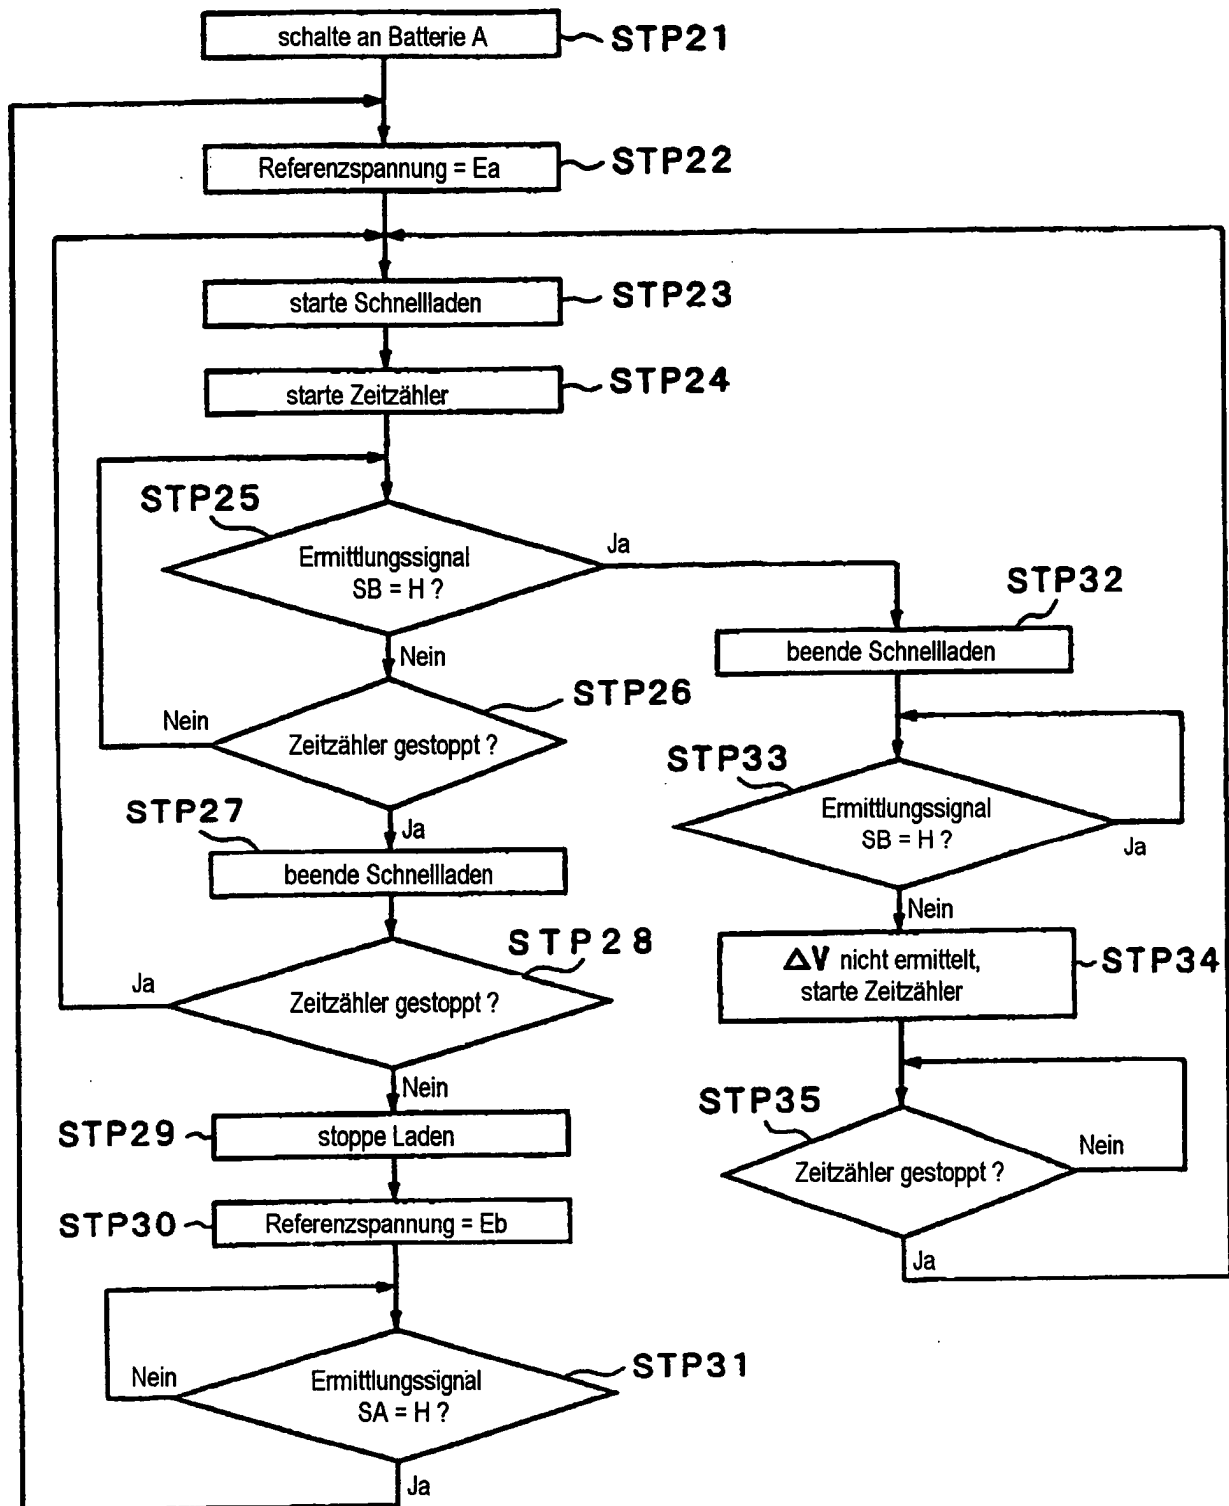 schalte an Batterie A
STP21
Referenzspannung = Ea
STP22
starte Schnellladen
STP23
starte Zeitzähler
STP24
STP25
Ermittlungssignal
SB = H ?
Ja
Nein
STP26
Zeitzähler gestoppt ?
Nein
Ja
STP27
beende Schnellladen
STP28
Zeitzähler gestoppt ?
Ja
Nein
STP29
stoppe Laden
STP30
Referenzspannung = Eb
STP31
Ermittlungssignal
SA = H ?
Nein
Ja
STP32
beende Schnellladen
STP33
Ermittlungssignal
SB = H ?
Ja
Nein
ΔV nicht ermittelt,
starte Zeitzähler
STP34
STP35
Zeitzähler gestoppt ?
Nein
Ja